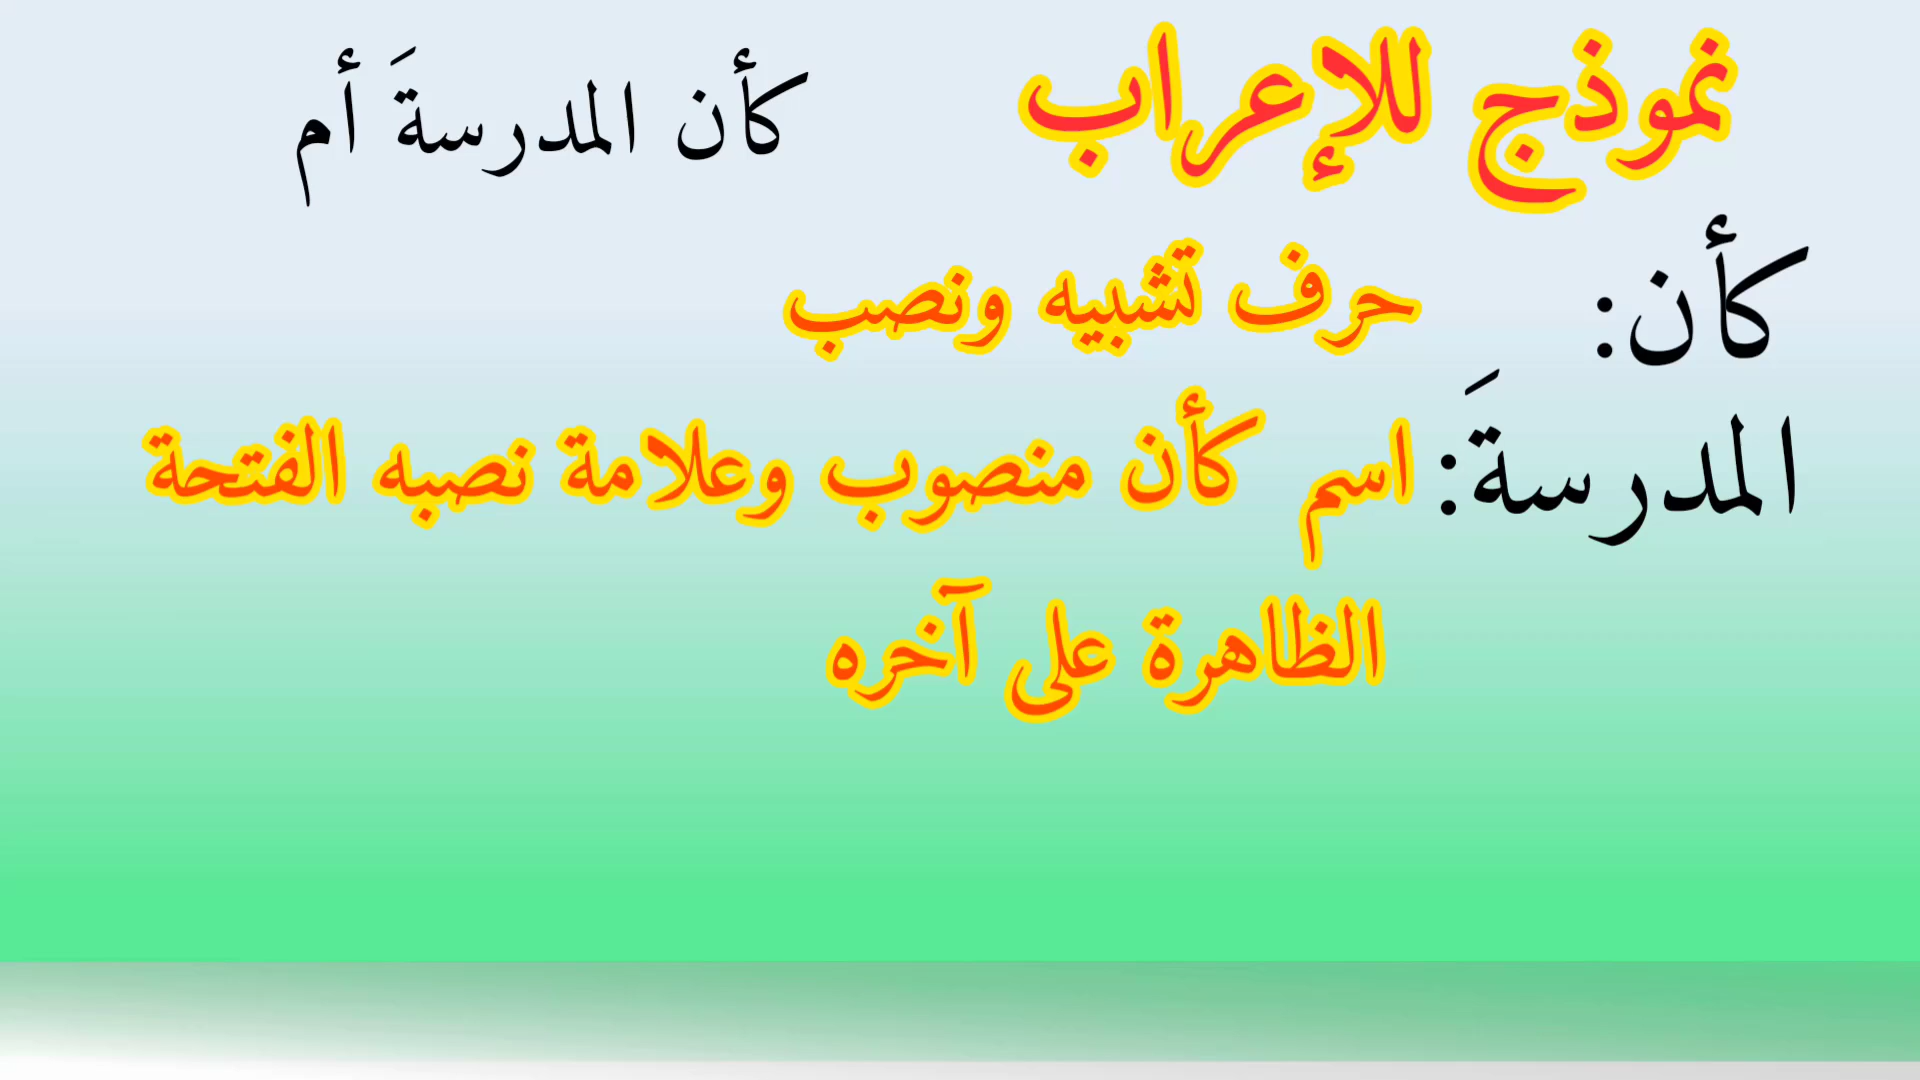 نموذج للإعراب كأن المدرسةَ أم
كأن: حرف تشبيه ونصب
المدرسةَ: اسم كأن منصوب وعلامة نصبه الفتحة
الظاهرة على آخره